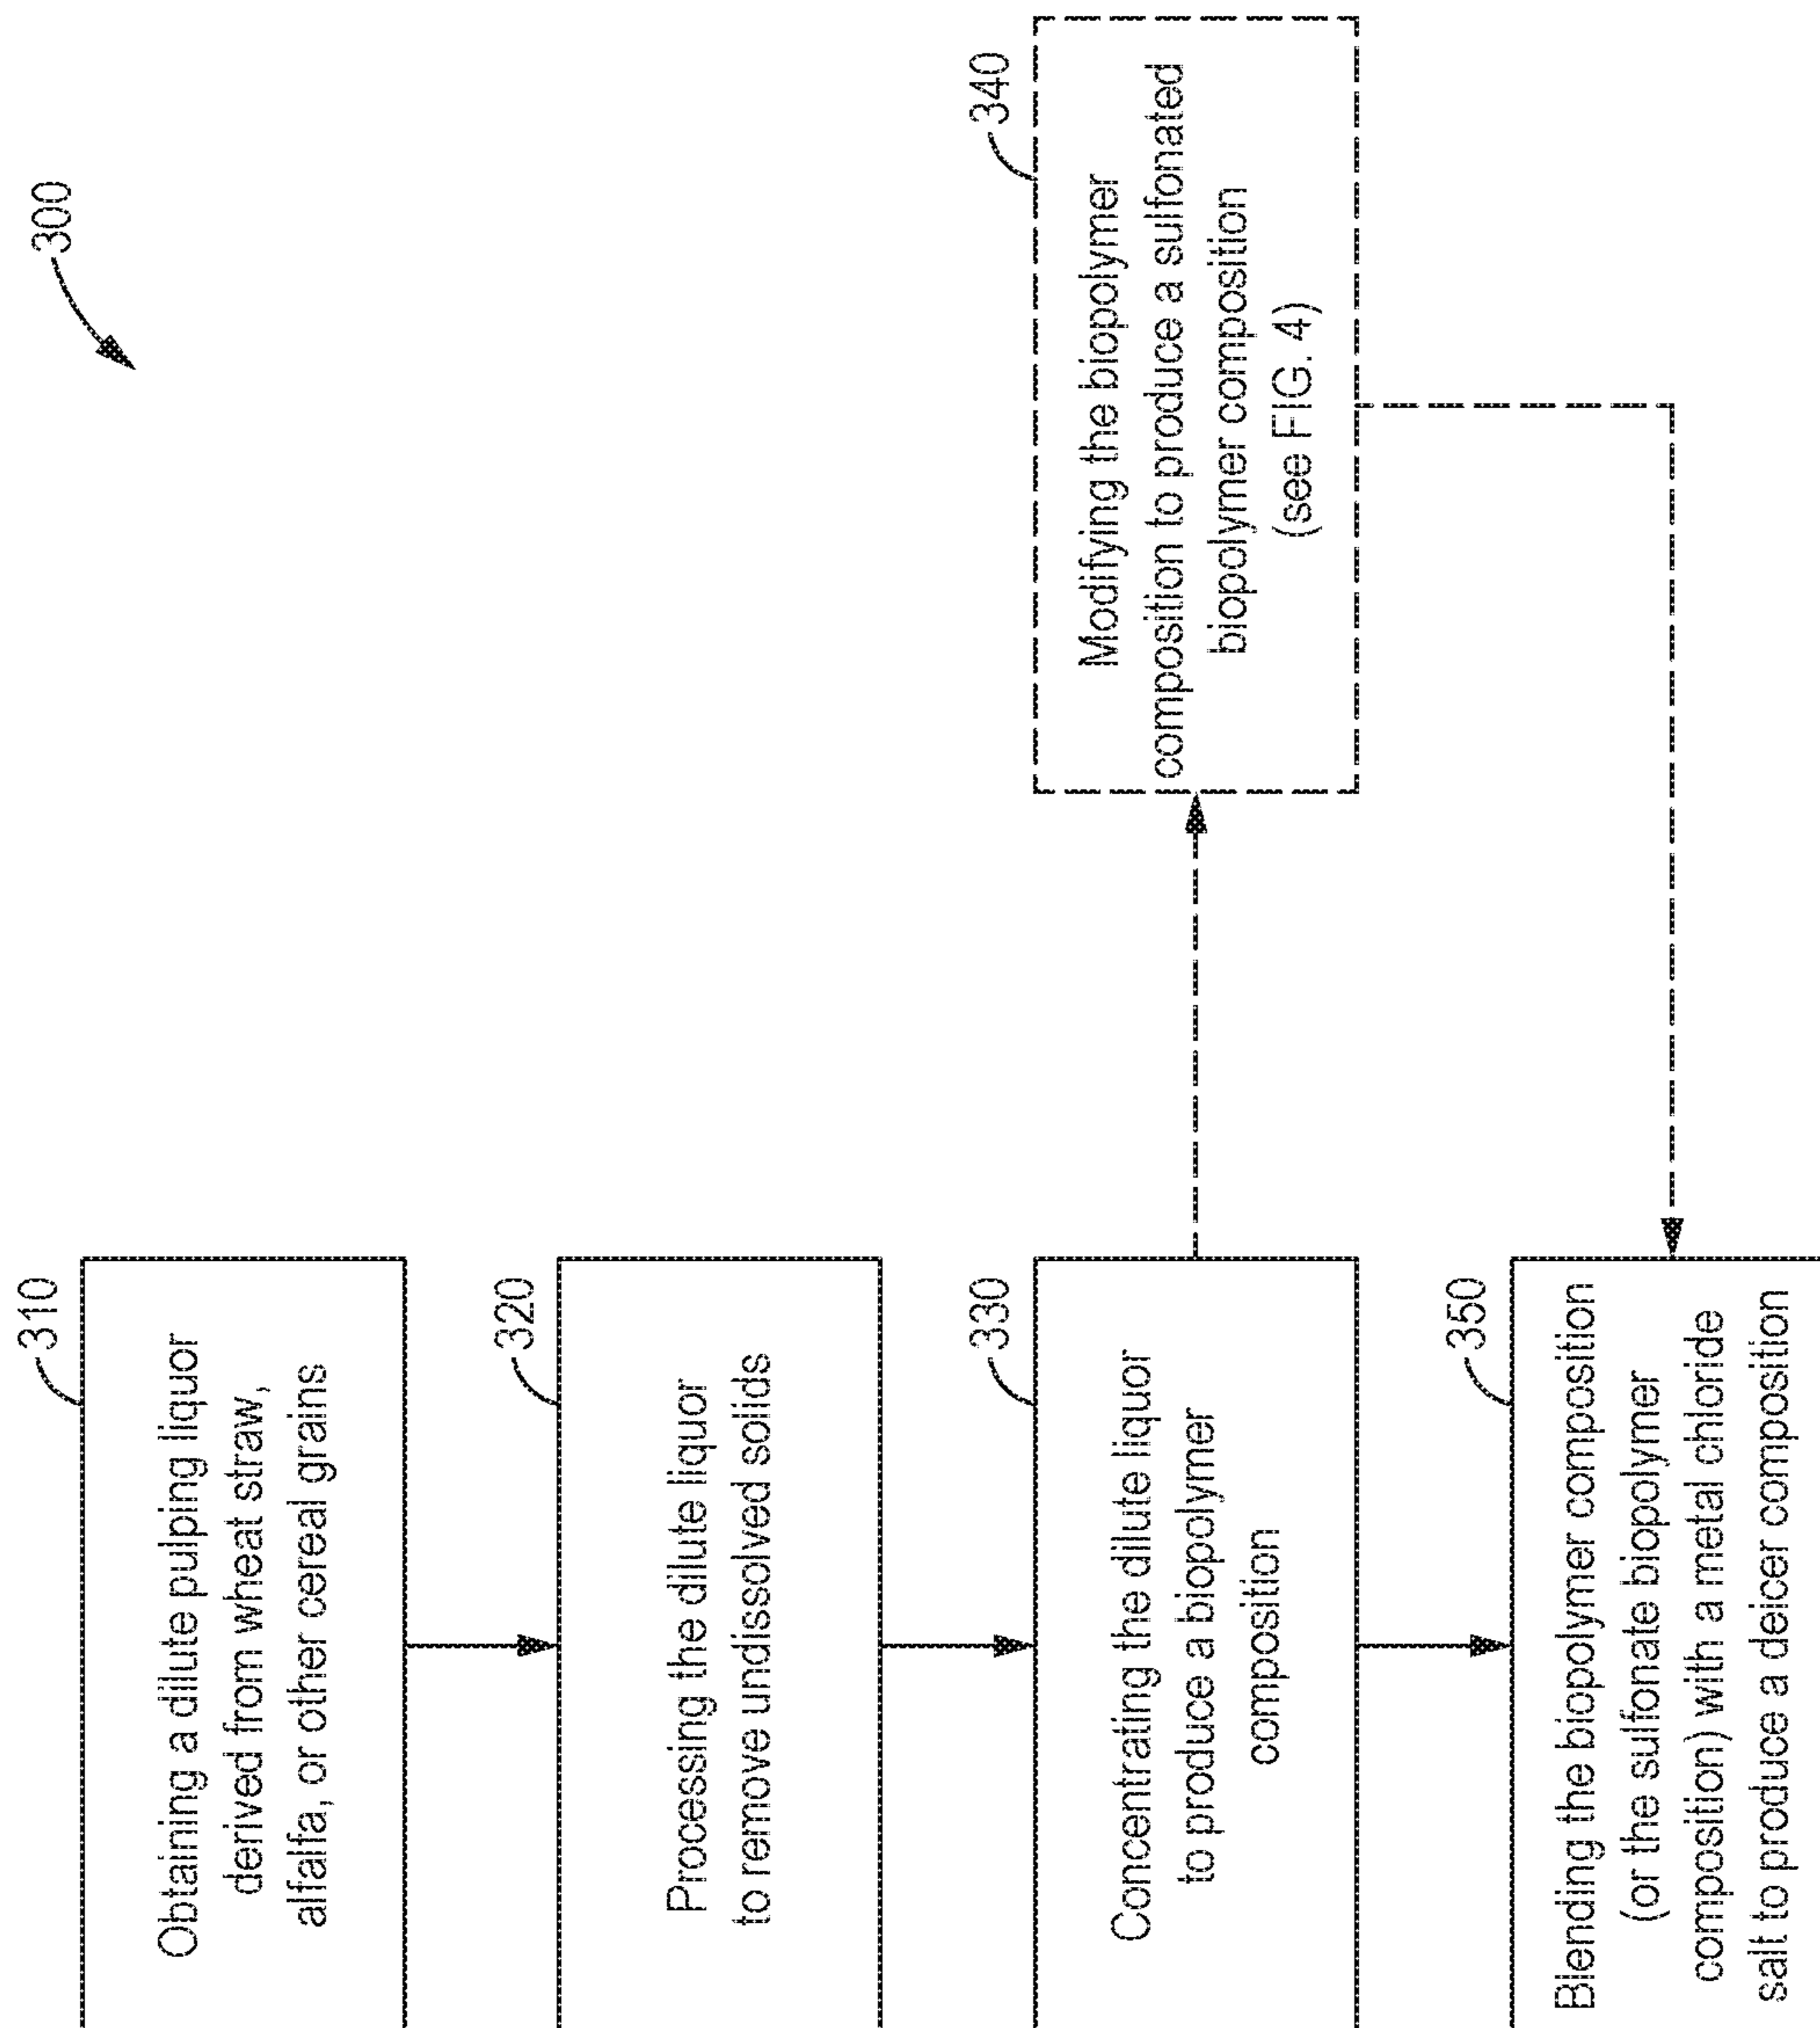 300
310
Obtaining a dilute pulping liquor
derived from wheat straw,
alfalfa, or other cereal grains
320
Processing the dilute liquor
to remove undissolved solids
330
Concentrating the dilute liquor
to produce a biopolymer
composition
340
Modifying the biopolymer
composition to produce a sulfonated
biopolymer composition
(see FIG. 4)
350
Blending the biopolymer composition
(or the sulfonate biopolymer
composition) with a metal chloride
salt to produce a deicer composition